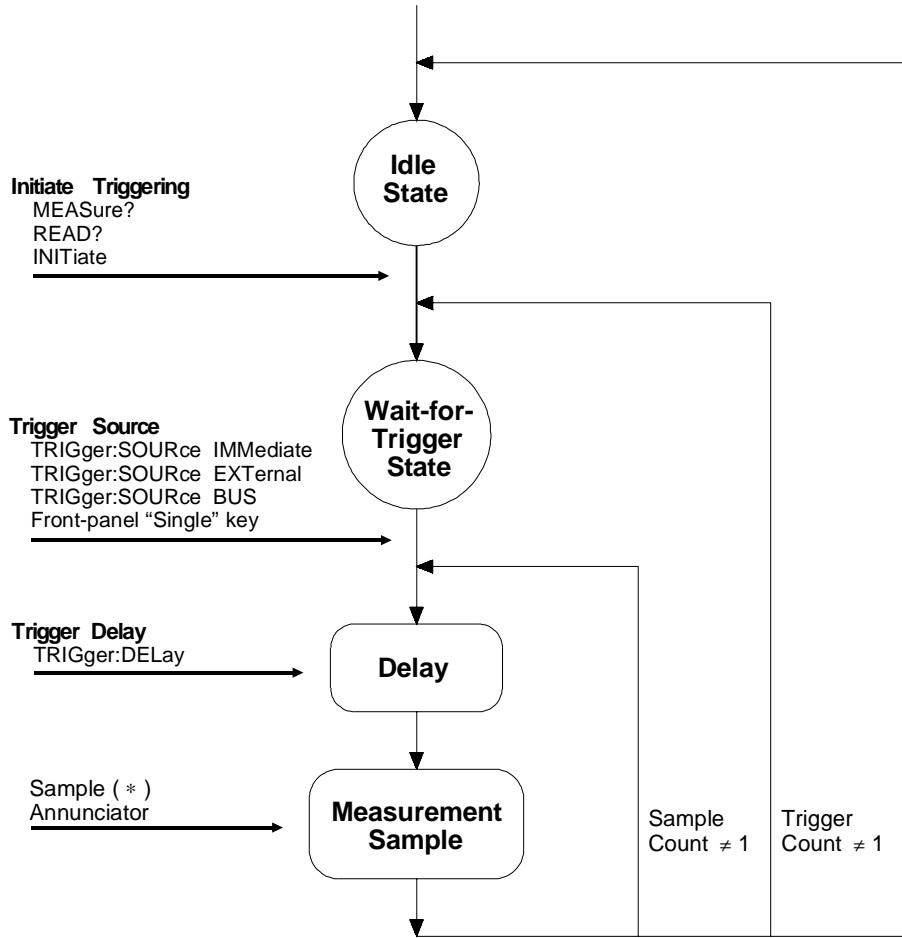 Idle
State
Initiate Triggering
MEASure?
READ?
INITiate
Wait-for-
Trigger
State
Trigger Source
TRIGger:SOURce IMMediate
TRIGger:SOURce EXTernal
TRIGger:SOURce BUS
Front-panel “Single” key
Trigger Delay
TRIGger:DELay
Delay
Sample ( * )
Annunciator
Measurement
Sample
Sample
Count ≠ 1
Trigger
Count ≠ 1